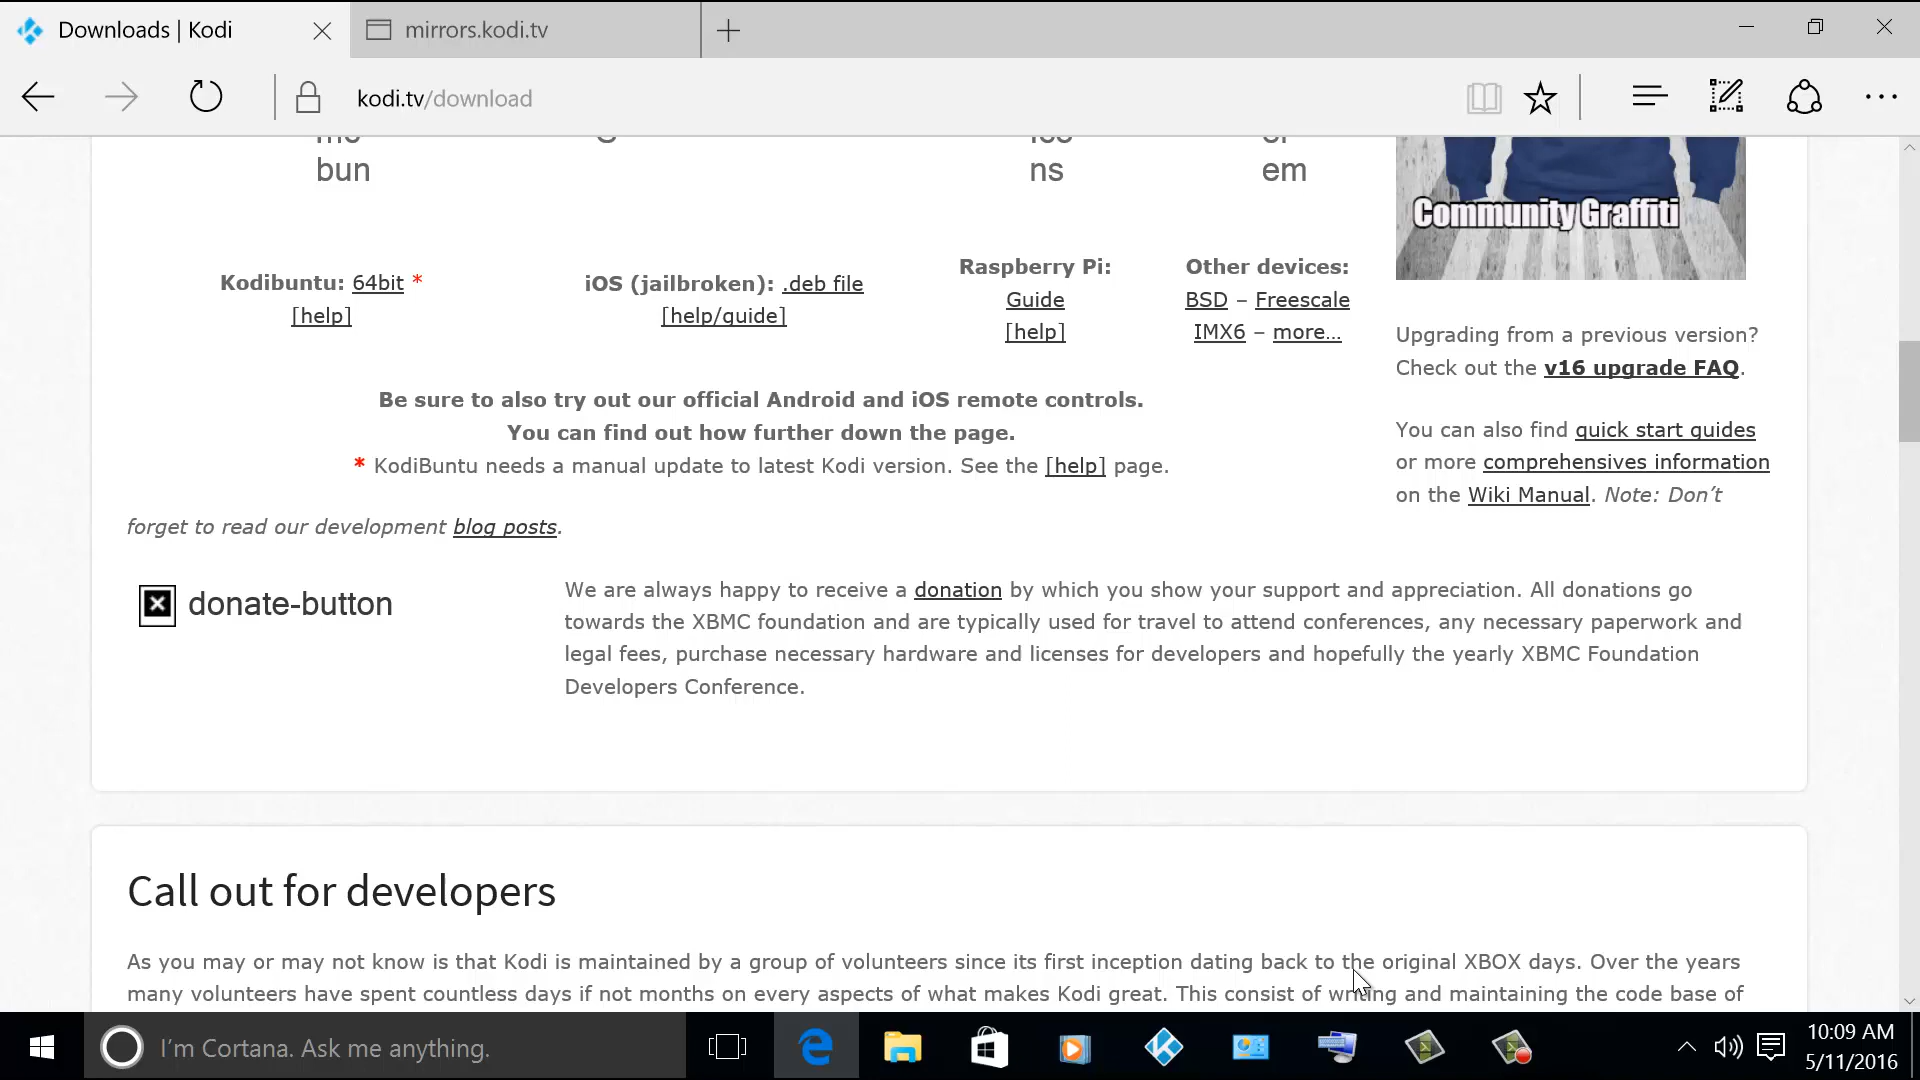 Downloads | Kodi
mirrors.kodi.tv
kodi.tv/download
bun
ns
em
Community Graffiti
Kodibuntu: 64bit *
[help]
iOS (jailbroken): .deb file
[help/guide]
Raspberry Pi:
Guide
[help]
Other devices:
BSD – Freescale
IMX6 – more...
Upgrading from a previous version?
Check out the v16 upgrade FAQ.
Be sure to also try out our official Android and iOS remote controls.
You can find out how further down the page.
* KodiBuntu needs a manual update to latest Kodi version. See the [help] page.
You can also find quick start guides
or more comprehensives information
on the Wiki Manual. Note: Don't
forget to read our development blog posts.
donate-button
We are always happy to receive a donation by which you show your support and appreciation. All donations go
towards the XBMC foundation and are typically used for travel to attend conferences, any necessary paperwork and
legal fees, purchase necessary hardware and licenses for developers and hopefully the yearly XBMC Foundation
Developers Conference.
Call out for developers
As you may or may not know is that Kodi is maintained by a group of volunteers since its first inception dating back to the original XBOX days. Over the years
many volunteers have spent countless days if not months on every aspects of what makes Kodi great. This consist of writing and maintaining the code base of
I'm Cortana. Ask me anything.
10:09 AM
5/11/2016